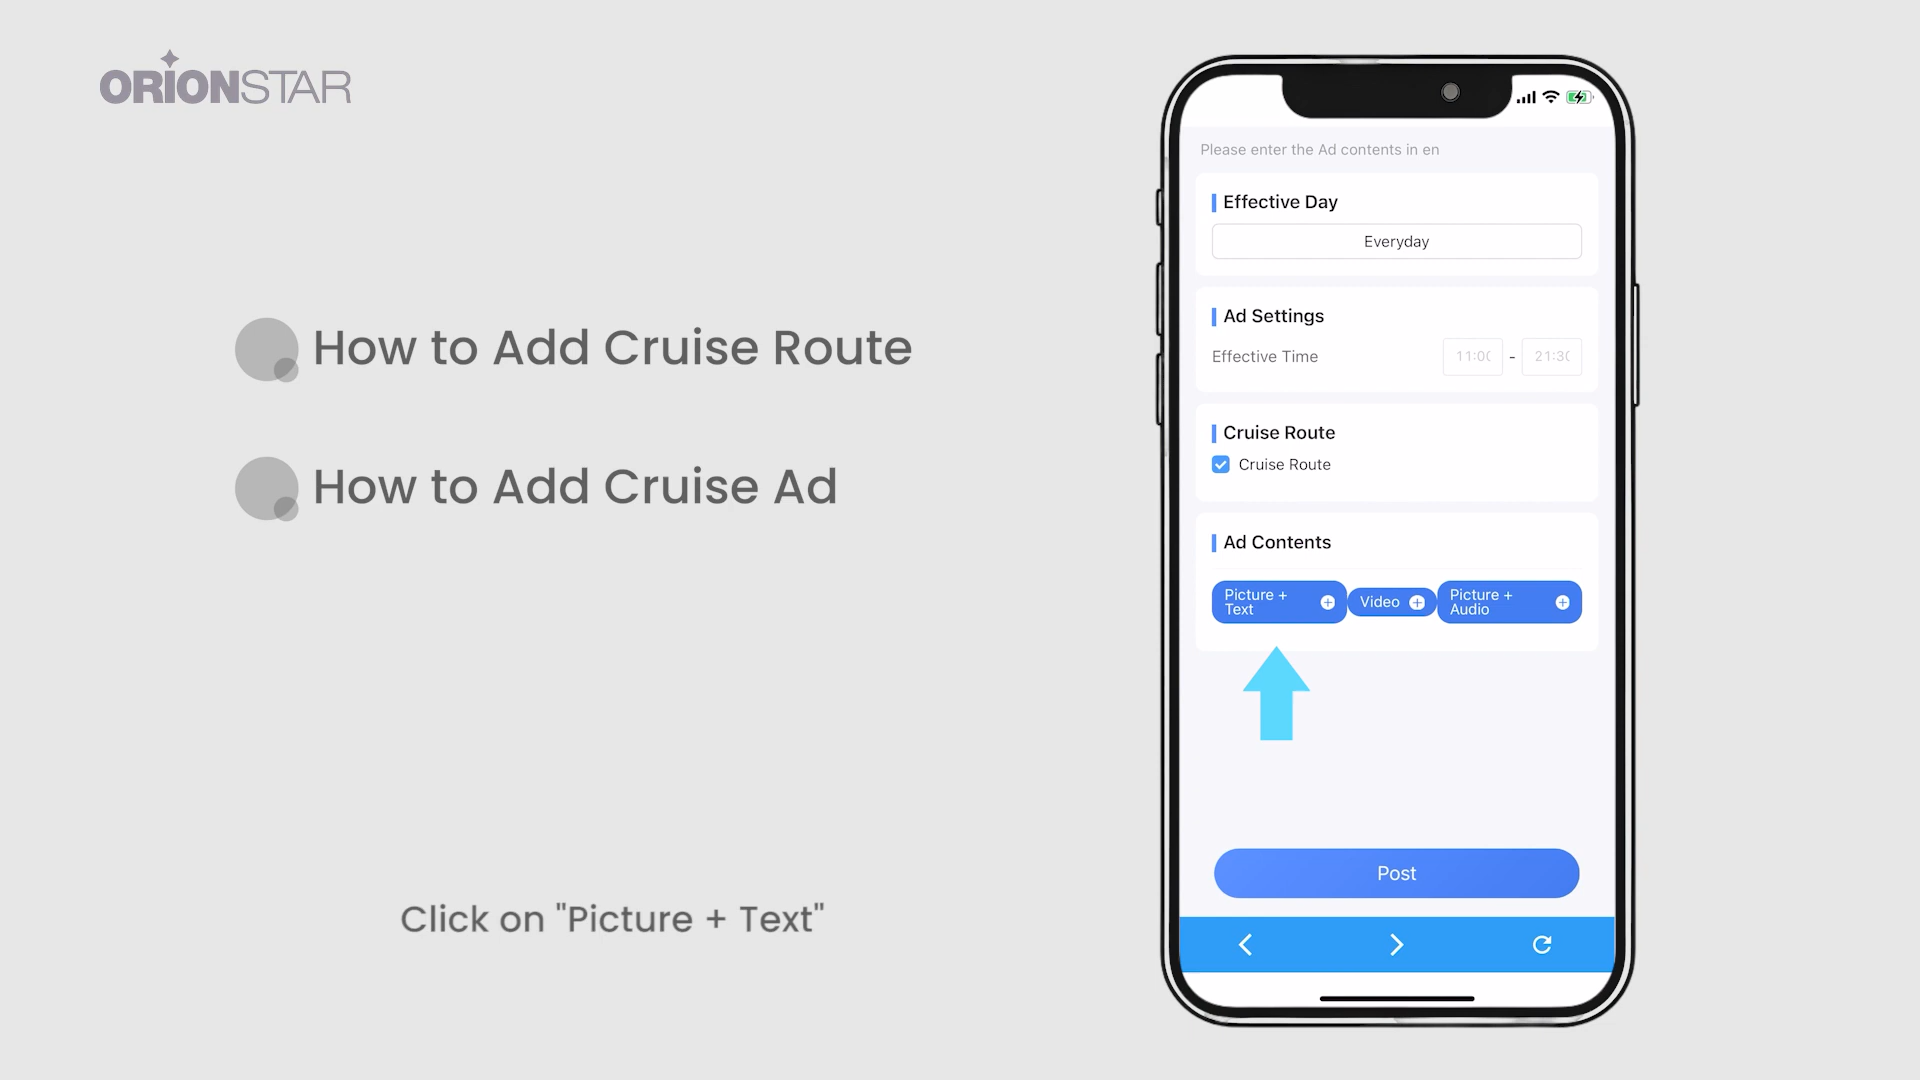 ORIONSTAR
How to Add Cruise Route
How to Add Cruise Ad
Click on "Picture + Text"
Please enter the Ad contents in en
Effective Day
Everyday
Ad Settings
Effective Time
11:00 - 21:30
Cruise Route
Cruise Route
Ad Contents
Picture + Text
Video
Picture + Audio
Post